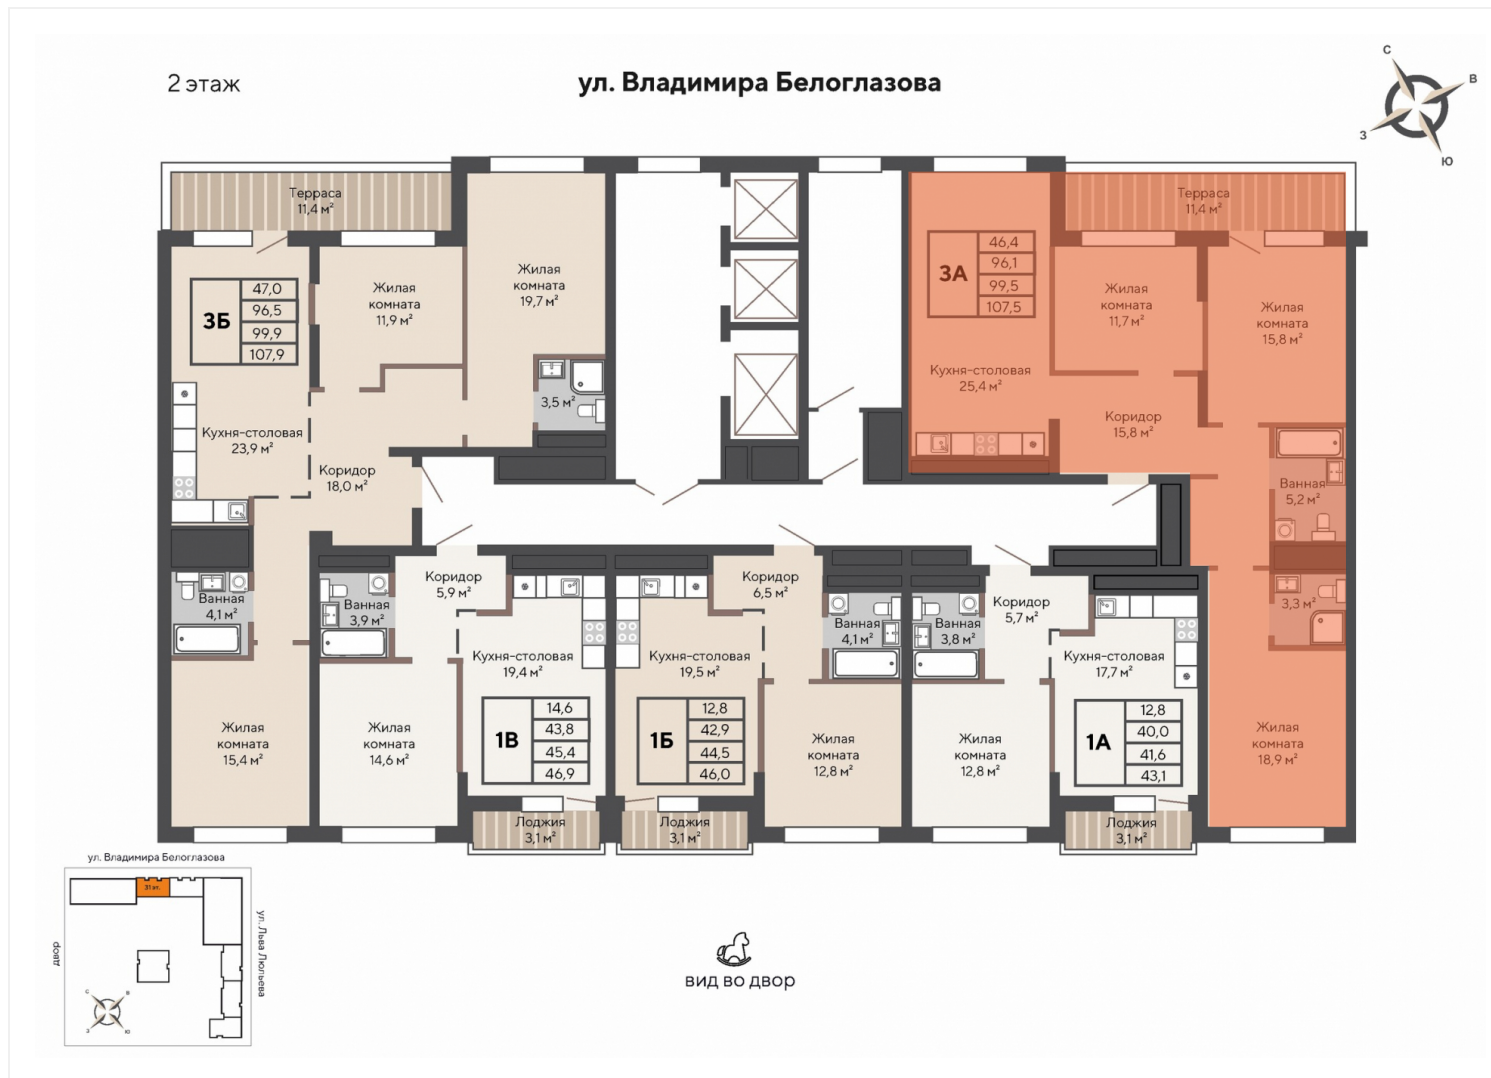 2 этаж
ул. Владимира Белоглазова
С
В
З
Ю
Терраса
11,4 м²
Терраса
11,4 м²
3Б
47,0
96,5
99,9
107,9
Жилая
комната
11,9 м²
Жилая
комната
19,7 м²
3А
46,4
96,1
99,5
107,5
Жилая
комната
11,7 м²
Жилая
комната
15,8 м²
3,5 м²
Кухня-столовая
25,4 м²
Кухня-столовая
23,9 м²
Коридор
15,8 м²
Коридор
18,0 м²
Ванная
5,2 м²
Ванная
4,1 м²
Ванная
3,9 м²
Коридор
5,9 м²
Коридор
6,5 м²
Ванная
4,1 м²
Ванная
3,8 м²
Коридор
5,7 м²
3,3 м²
Кухня-столовая
19,4 м²
Кухня-столовая
19,5 м²
Кухня-столовая
17,7 м²
Жилая
комната
15,4 м²
Жилая
комната
14,6 м²
1В
14,6
43,8
45,4
46,9
1Б
12,8
42,9
44,5
46,0
Жилая
комната
12,8 м²
Жилая
комната
12,8 м²
1А
12,8
40,0
41,6
43,1
Жилая
комната
18,9 м²
Лоджия
3,1 м²
Лоджия
3,1 м²
Лоджия
3,1 м²
ул. Владимира Белоглазова
31 эт.
двор
ул. Льва Люльева
С
В
З
Ю
вид во двор